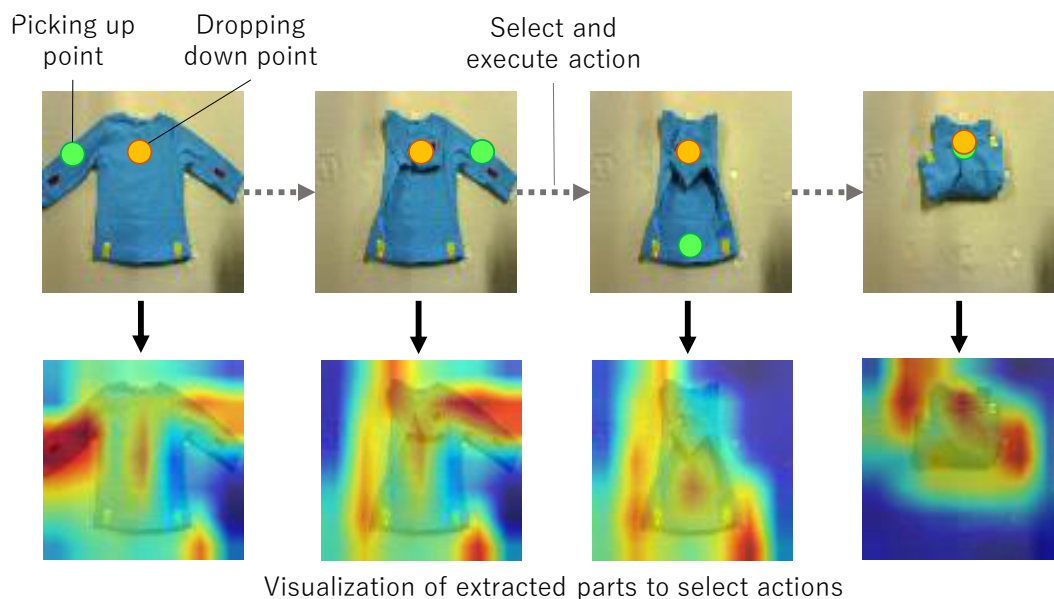 Picking up
point
Dropping
down point
Select and
execute action
Visualization of extracted parts to select actions